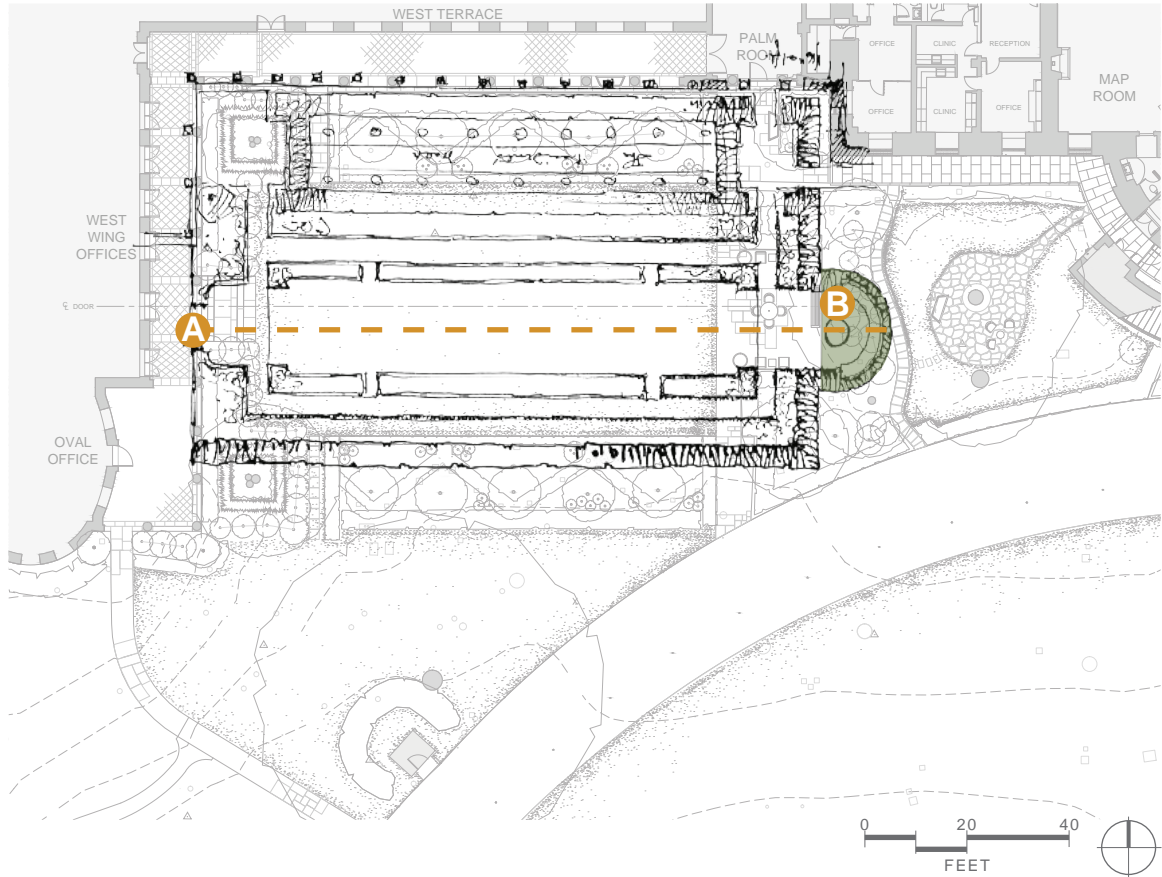 WEST TERRACE
PALM
ROOM
OFFICE
CLINIC
RECEPTION
MAP
ROOM
OFFICE
CLINIC
OFFICE
WEST
WING
OFFICES
DOOR
A
B
OVAL
OFFICE
0
20
40
FEET